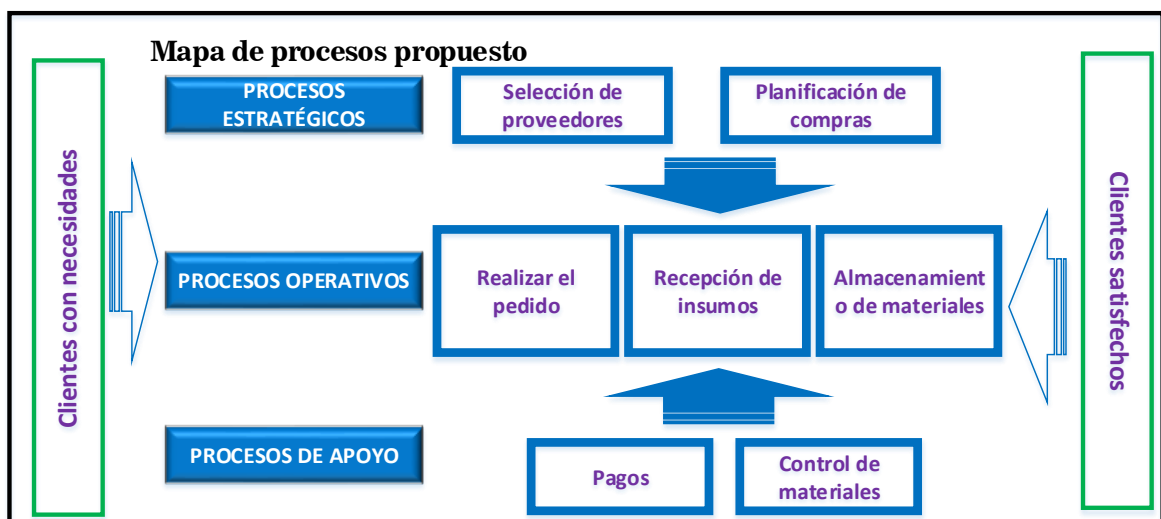 Mapa de procesos propuesto
Clientes con necesidades
PROCESOS
ESTRATÉGICOS
Selección de
proveedores
Planificación de
compras
PROCESOS OPERATIVOS
Realizar el
pedido
Recepción de
insumos
Almacenamient
o de materiales
PROCESOS DE APOYO
Pagos
Control de
materiales
Clientes satisfechos